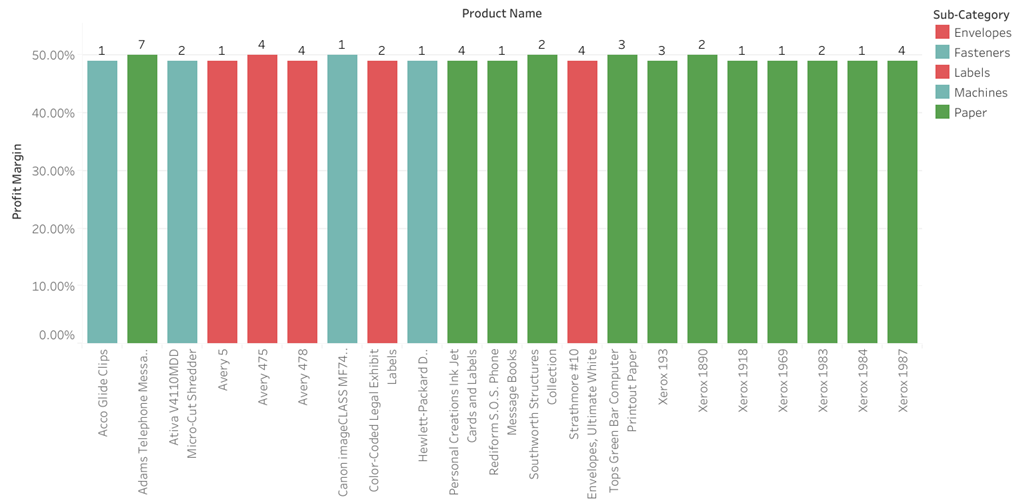 Product Name
Sub-Category
Envelopes
Fasteners
Labels
Machines
Paper
Profit Margin
50.00%
40.00%
30.00%
20.00%
10.00%
0.00%
1
7
2
1
4
4
1
2
1
4
1
2
4
3
3
2
1
1
2
1
4
Acco Glide Clips
Adams Telephone Messa..
Ativa V4110MDD
Micro-Cut Shredder
Avery 5
Avery 475
Avery 478
Canon imageCLASS MF74..
Color-Coded Legal Exhibit
Labels
Hewlett-Packard D..
Personal Creations Ink Jet
Cards and Labels
Rediform S.O.S. Phone
Message Books
Southworth Structures
Collection
Strathmore #10
Envelopes, Ultimate White
Tops Green Bar Computer
Printout Paper
Xerox 193
Xerox 1890
Xerox 1918
Xerox 1969
Xerox 1983
Xerox 1984
Xerox 1987